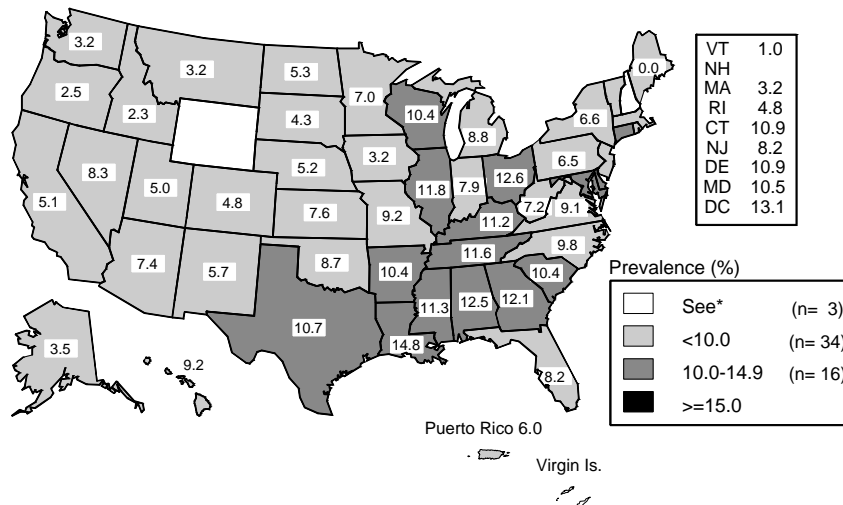 VT 1.0
NH
MA 3.2
RI 4.8
CT 10.9
NJ 8.2
DE 10.9
MD 10.5
DC 13.1
3.2
3.2
5.3
7.0
0.0
2.5
2.3
4.3
10.4
8.8
6.6
8.3
5.0
4.8
5.2
3.2
11.8
7.9
12.6
6.5
5.1
7.6
9.2
11.2
7.2
9.1
7.4
5.7
8.7
10.4
11.6
9.8
10.7
14.8
11.3
12.5
12.1
10.4
8.2
3.5
9.2
Prevalence (%)
See* (n= 3)
<10.0 (n= 34)
10.0-14.9 (n= 16)
>=15.0
Puerto Rico 6.0
Virgin Is.